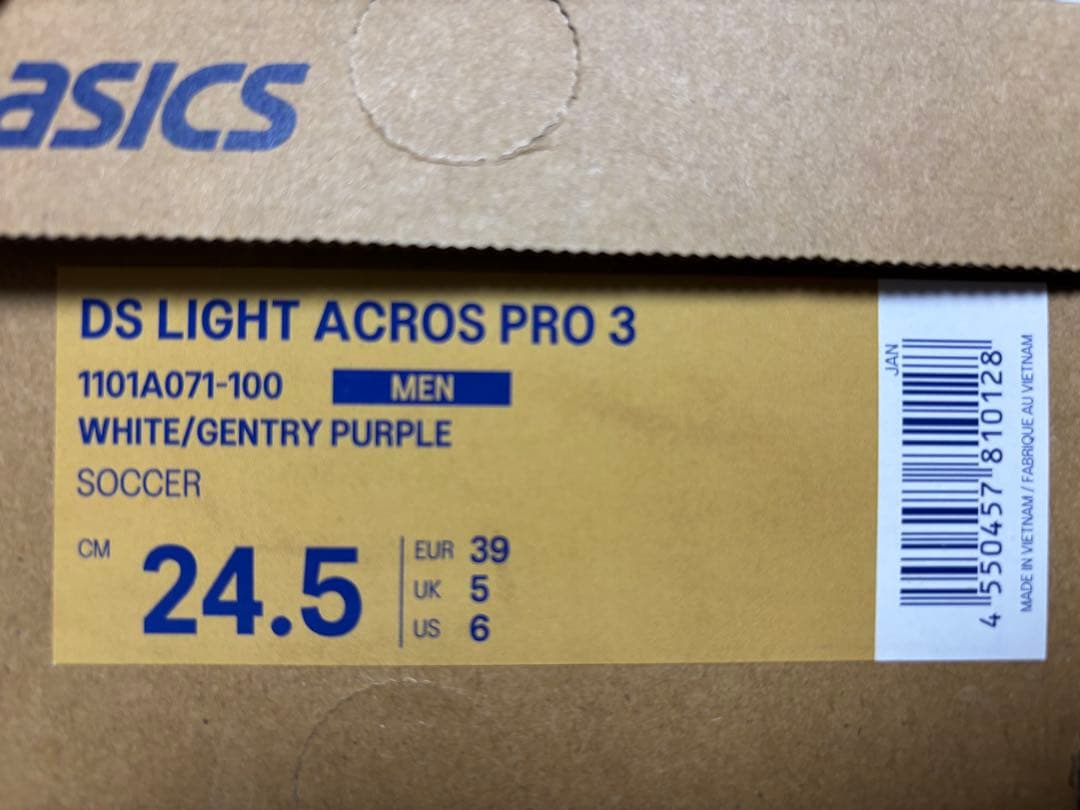 asics
DS LIGHT ACROS PRO 3
1101A071-100 MEN
WHITE/GENTRY PURPLE
SOCCER
CM 24.5
EUR 39
UK 5
US 6
JAN
4 550457 810128
MADE IN VIETNAM / FABRIQUE AU VIETNAM